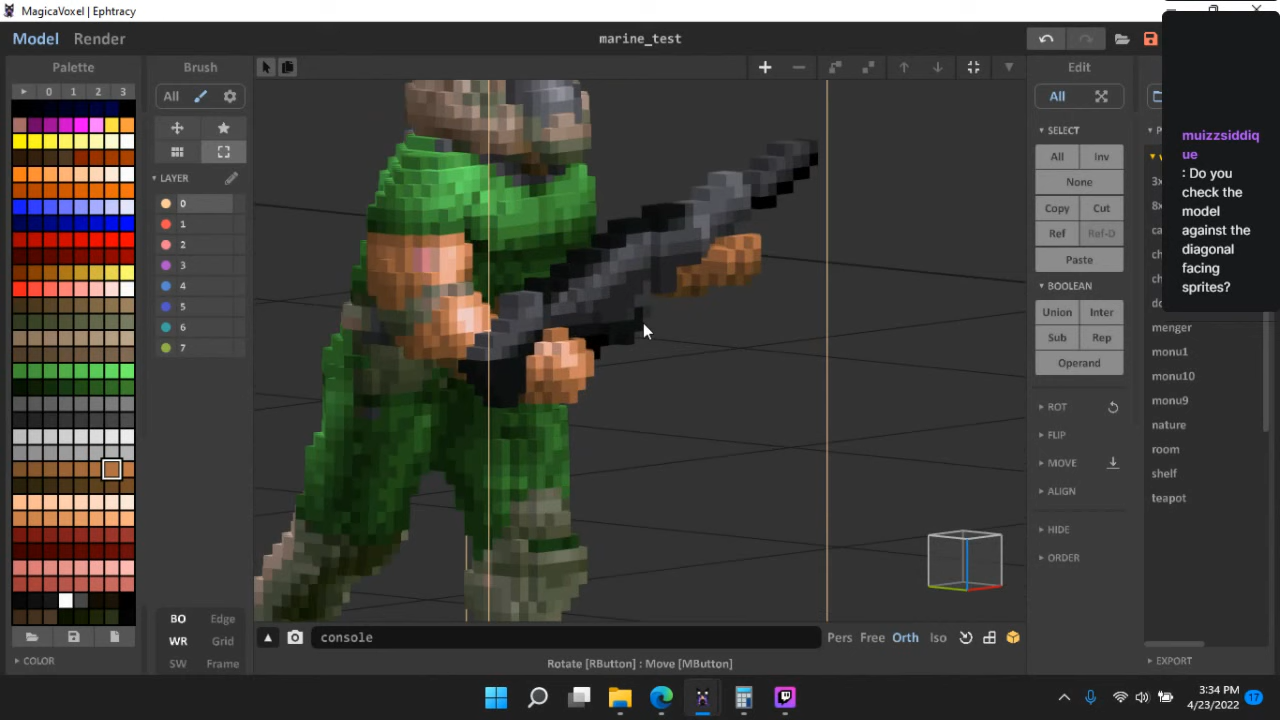 MagicaVoxel | Ephtracy
Model Render
marine_test
Palette
Brush
Edit
0 1 2 3
All
All
LAYER
0
1
2
3
4
5
6
7
SELECT
All Inv
None
Copy Cut
Ref Ref-D
Paste
BOOLEAN
Union Inter
Sub Rep
Operand
ROT
FLIP
MOVE
ALIGN
HIDE
ORDER
muizzsiddiq
ue
: Do you
check the
model
against the
diagonal
facing
sprites?
menger
monu1
monu10
monu9
nature
room
shelf
teapot
EXPORT
BO Edge
WR Grid
SW Frame
COLOR
console
Pers Free Orth Iso
Rotate [RButton] : Move [MButton]
3:34 PM
4/23/2022
17